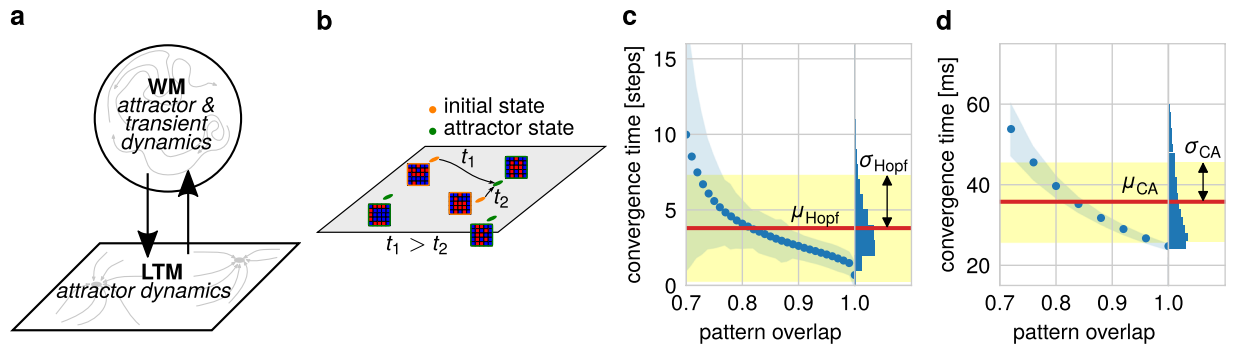 a
WM
attractor &
transient
dynamics
LTM
attractor dynamics
b
initial state
attractor state
t₁
t₂
t₁ > t₂
c
convergence time [steps]
15
10
5
0
σHopf
μHopf
0.7 0.8 0.9 1.0
pattern overlap
d
convergence time [ms]
60
40
20
σCA
μCA
0.7 0.8 0.9 1.0
pattern overlap